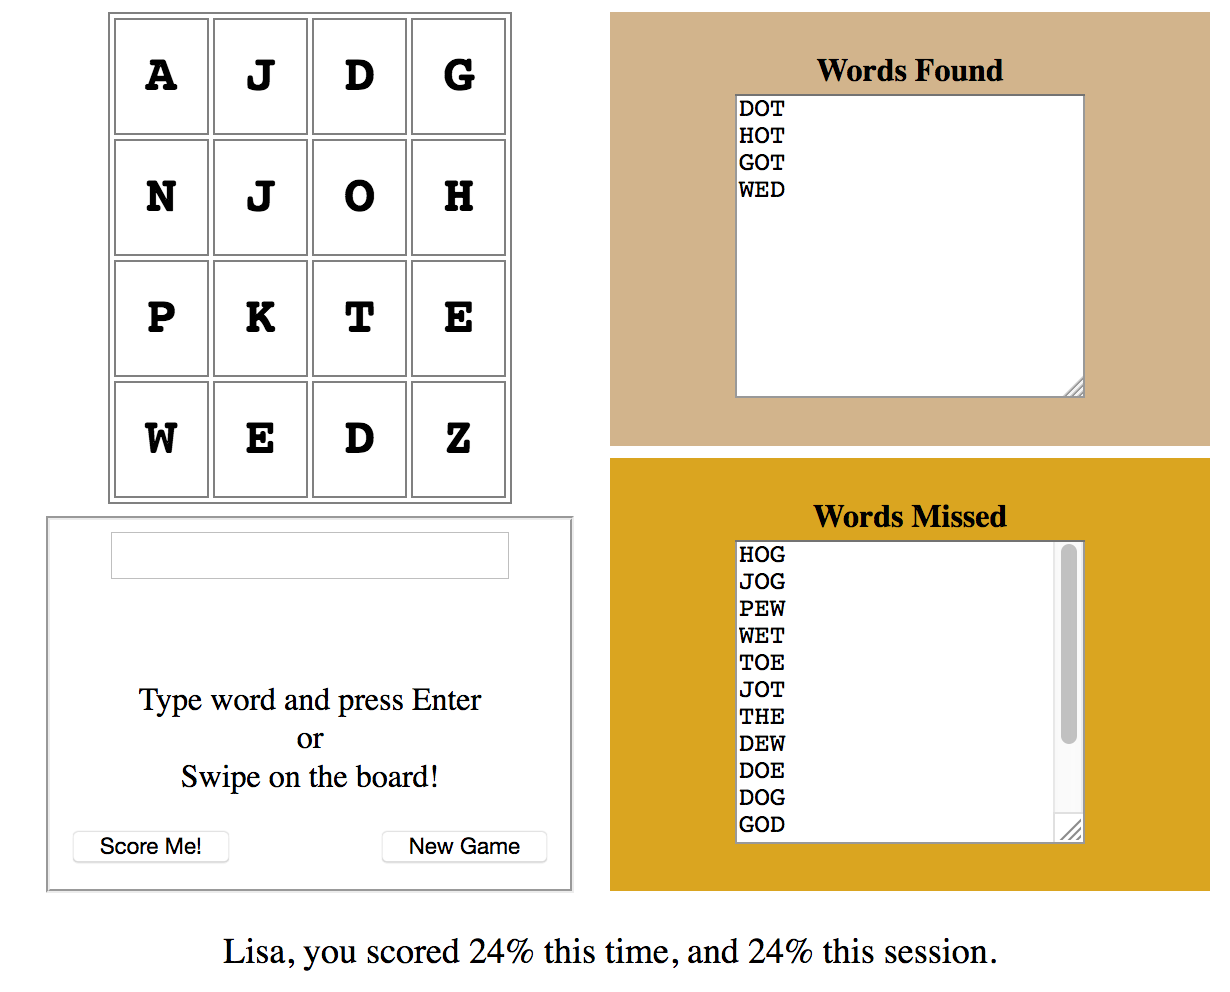 A J D G
N J O H
P K T E
W E D Z
Type word and press Enter
or
Swipe on the board!
Score Me! New Game
Words Found
DOT
HOT
GOT
WED
Words Missed
HOG
JOG
PEW
WET
TOE
JOT
THE
DEW
DOE
DOG
GOD
Lisa, you scored 24% this time, and 24% this session.